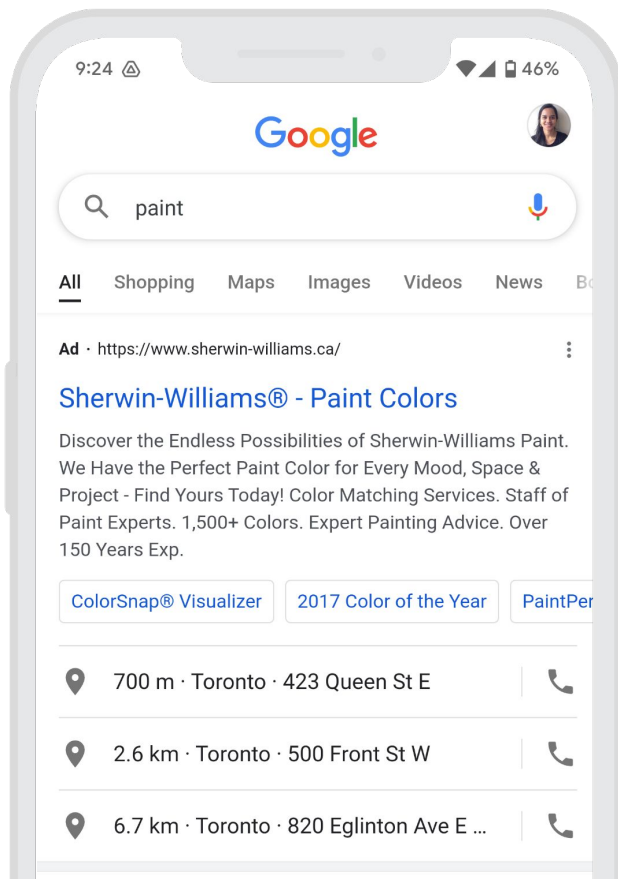 9:24 46%
Google
paint
All Shopping Maps Images Videos News
Ad · https://www.sherwin-williams.ca/
Sherwin-Williams® - Paint Colors
Discover the Endless Possibilities of Sherwin-Williams Paint.
We Have the Perfect Paint Color for Every Mood, Space &
Project - Find Yours Today! Color Matching Services. Staff of
Paint Experts. 1,500+ Colors. Expert Painting Advice. Over
150 Years Exp.
ColorSnap® Visualizer 2017 Color of the Year PaintPer
700 m · Toronto · 423 Queen St E
2.6 km · Toronto · 500 Front St W
6.7 km · Toronto · 820 Eglinton Ave E ...